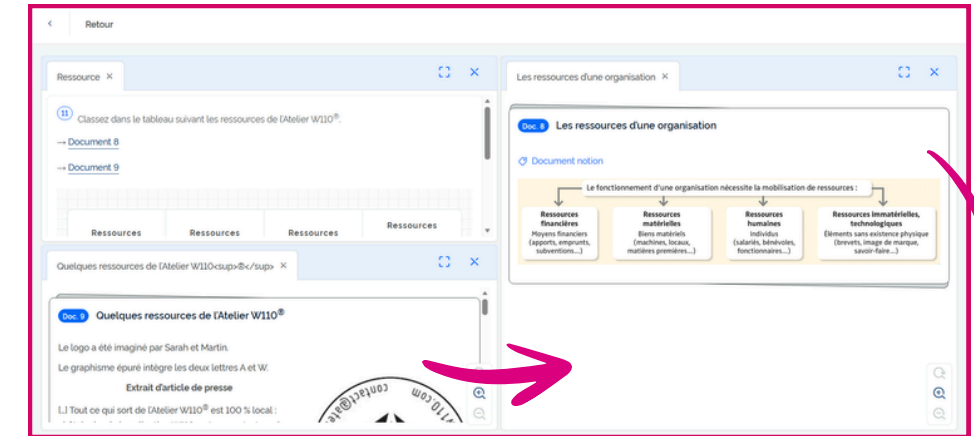 Retour
Ressource ×
11 Classez dans le tableau suivant les ressources de l'Atelier W110®.
→ Document 8
→ Document 9
Ressources Ressources Ressources Ressources
Quelques ressources de l'Atelier W110<sup>®</sup> ×
Doc. 9 Quelques ressources de l'Atelier W110®
Le logo a été imaginé par Sarah et Martin.
Le graphisme épuré intègre les deux lettres A et W.
Extrait d'article de presse
[...] Tout ce qui sort de l'Atelier W110® est 100 % local :
contact@atel
w110.com
Les ressources d'une organisation ×
Doc. 8 Les ressources d'une organisation
Document notion
Le fonctionnement d'une organisation nécessite la mobilisation de ressources :
Ressources
financières
Moyens financiers
(apports, emprunts,
subventions...)
Ressources
matérielles
Biens matériels
(machines, locaux,
matières premières...)
Ressources
humaines
Individus
(salariés, bénévoles,
fonctionnaires...)
Ressources immatérielles,
technologiques
Éléments sans existence physique
(brevets, image de marque,
savoir-faire...)